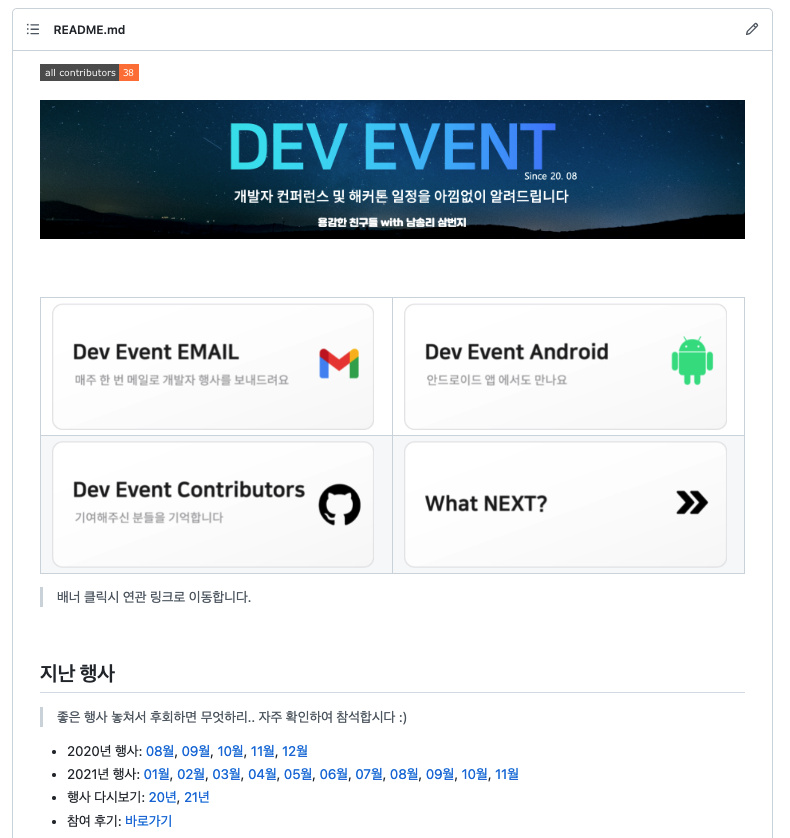 README.md
all contributors 38
DEV EVENT
Since 20. 08
개발자 컨퍼런스 및 해커톤 일정을 아낌없이 알려드립니다
용감한 친구들 with 남송리 삼번지
Dev Event EMAIL
매주 한 번 메일로 개발자 행사를 보내드려요
Dev Event Android
안드로이드 앱 에서도 만나요
Dev Event Contributors
기여해주신 분들을 기억합니다
What NEXT?
배너 클릭시 연관 링크로 이동합니다.
지난 행사
좋은 행사 놓쳐서 후회하면 무엇하리.. 자주 확인하여 참석합시다 :)
2020년 행사: 08월, 09월, 10월, 11월, 12월
2021년 행사: 01월, 02월, 03월, 04월, 05월, 06월, 07월, 08월, 09월, 10월, 11월
행사 다시보기: 20년, 21년
참여 후기: 바로가기